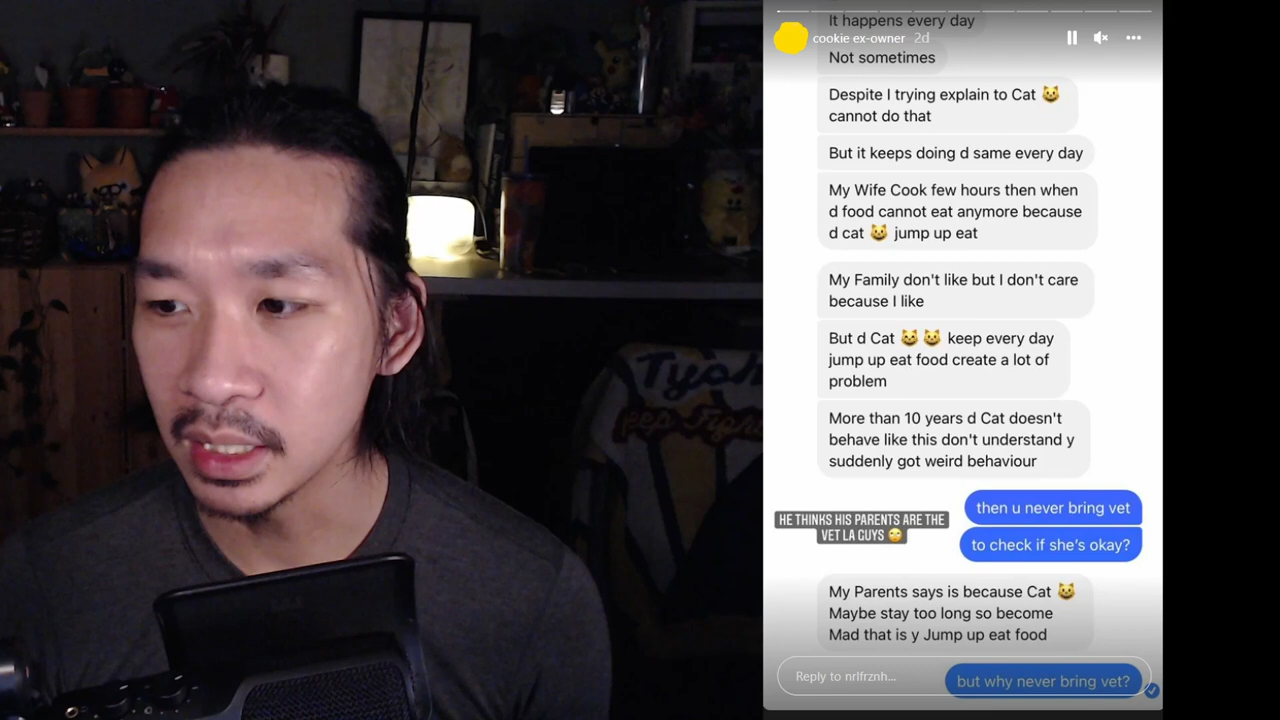 It happens every day
cookie ex-owner 2d
Not sometimes
Despite I trying explain to Cat 😺
cannot do that
But it keeps doing d same every day
My Wife Cook few hours then when
d food cannot eat anymore because
d cat 😺 jump up eat
My Family don't like but I don't care
because I like
But d Cat 😺 😺 keep every day
jump up eat food create a lot of
problem
More than 10 years d Cat doesn't
behave like this don't understand y
suddenly got weird behaviour
then u never bring vet
HE THINKS HIS PARENTS ARE THE
VET LA GUYS 🙄
to check if she's okay?
My Parents says is because Cat 😺
Maybe stay too long so become
Mad that is y Jump up eat food
Reply to nrlfrznh...
but why never bring vet?